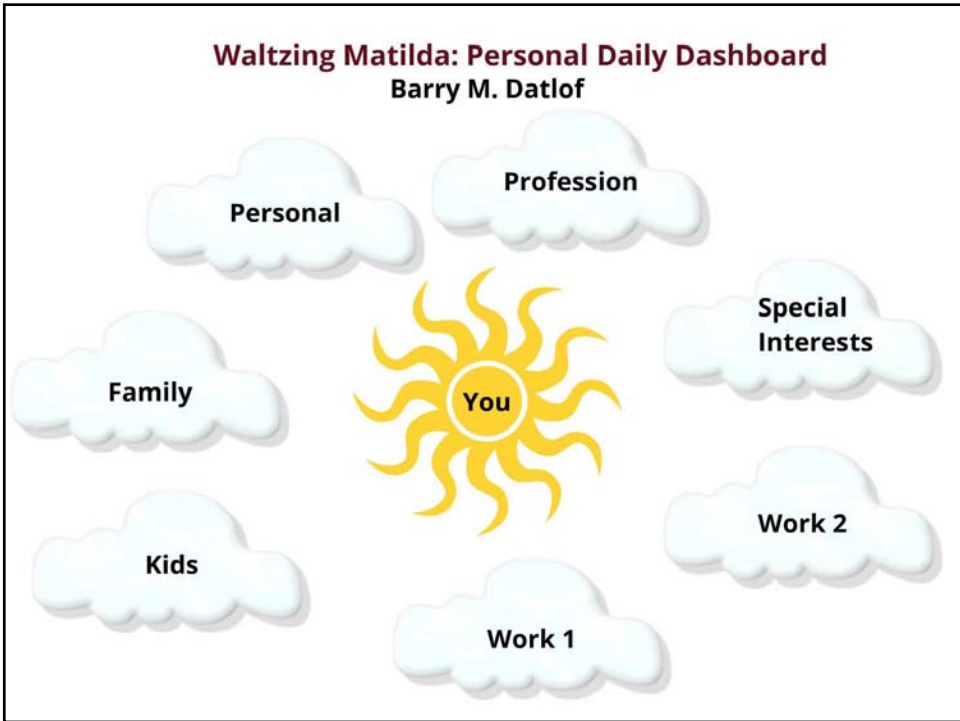 Waltzing Matilda: Personal Daily Dashboard
Barry M. Datlof
Profession
Personal
Special
Interests
Family
You
Work 2
Kids
Work 1